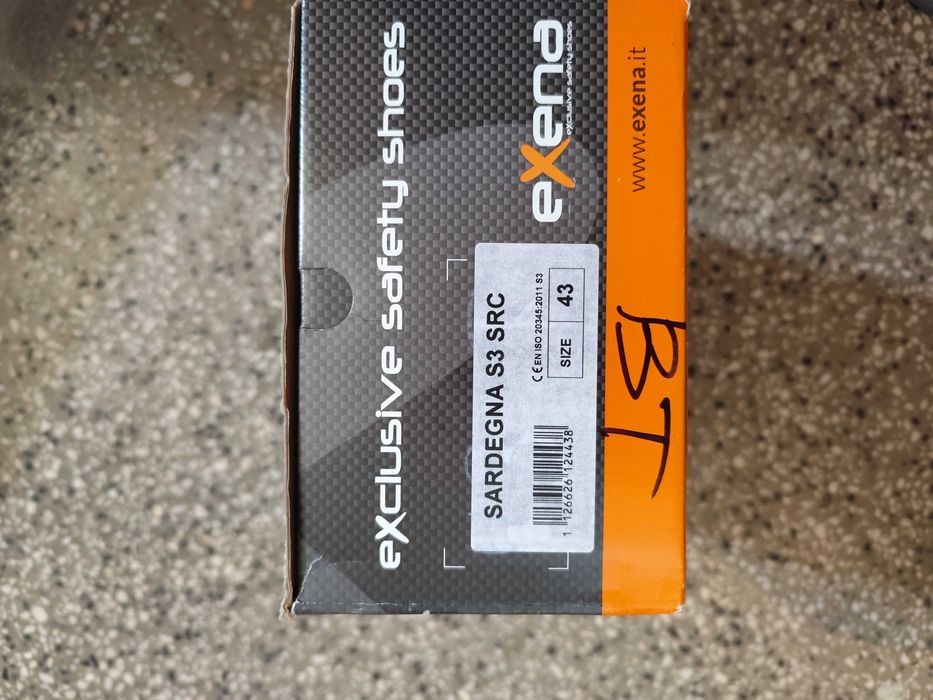 eXclusive safety shoes
eXena
eXclusive safety shoes
SARDEGNA S3 SRC
CE EN ISO 20345:2011 S3
SIZE 43
1 126626 124438
www.exena.it
BT